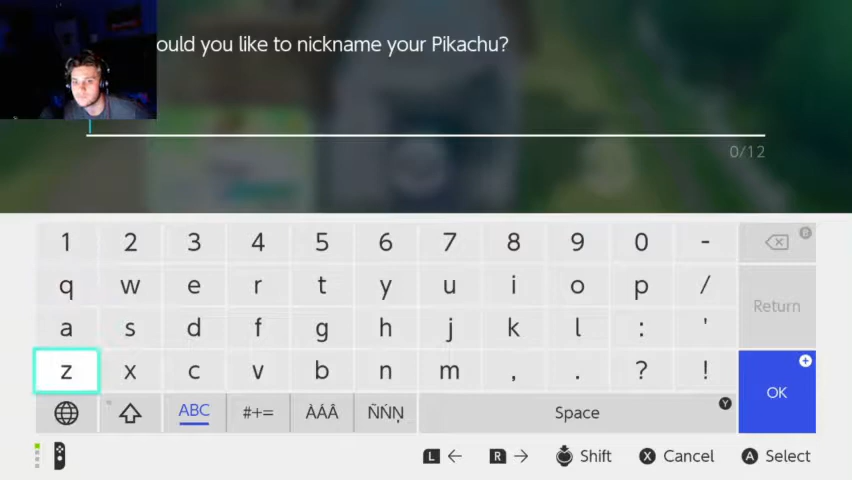 ould you like to nickname your Pikachu?
0/12
1 2 3 4 5 6 7 8 9 0 -
q w e r t y u i o p /
Return
a s d f g h j k l : '
z x c v b n m , . ? !
OK
ABC #+= ÀÁÂ ÑŃŅ Space Y
L ← R → Shift X Cancel A Select